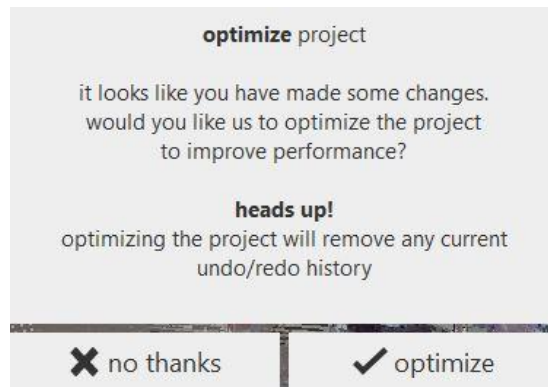 optimize project
it looks like you have made some changes.
would you like us to optimize the project
to improve performance?
heads up!
optimizing the project will remove any current
undo/redo history
no thanks
optimize